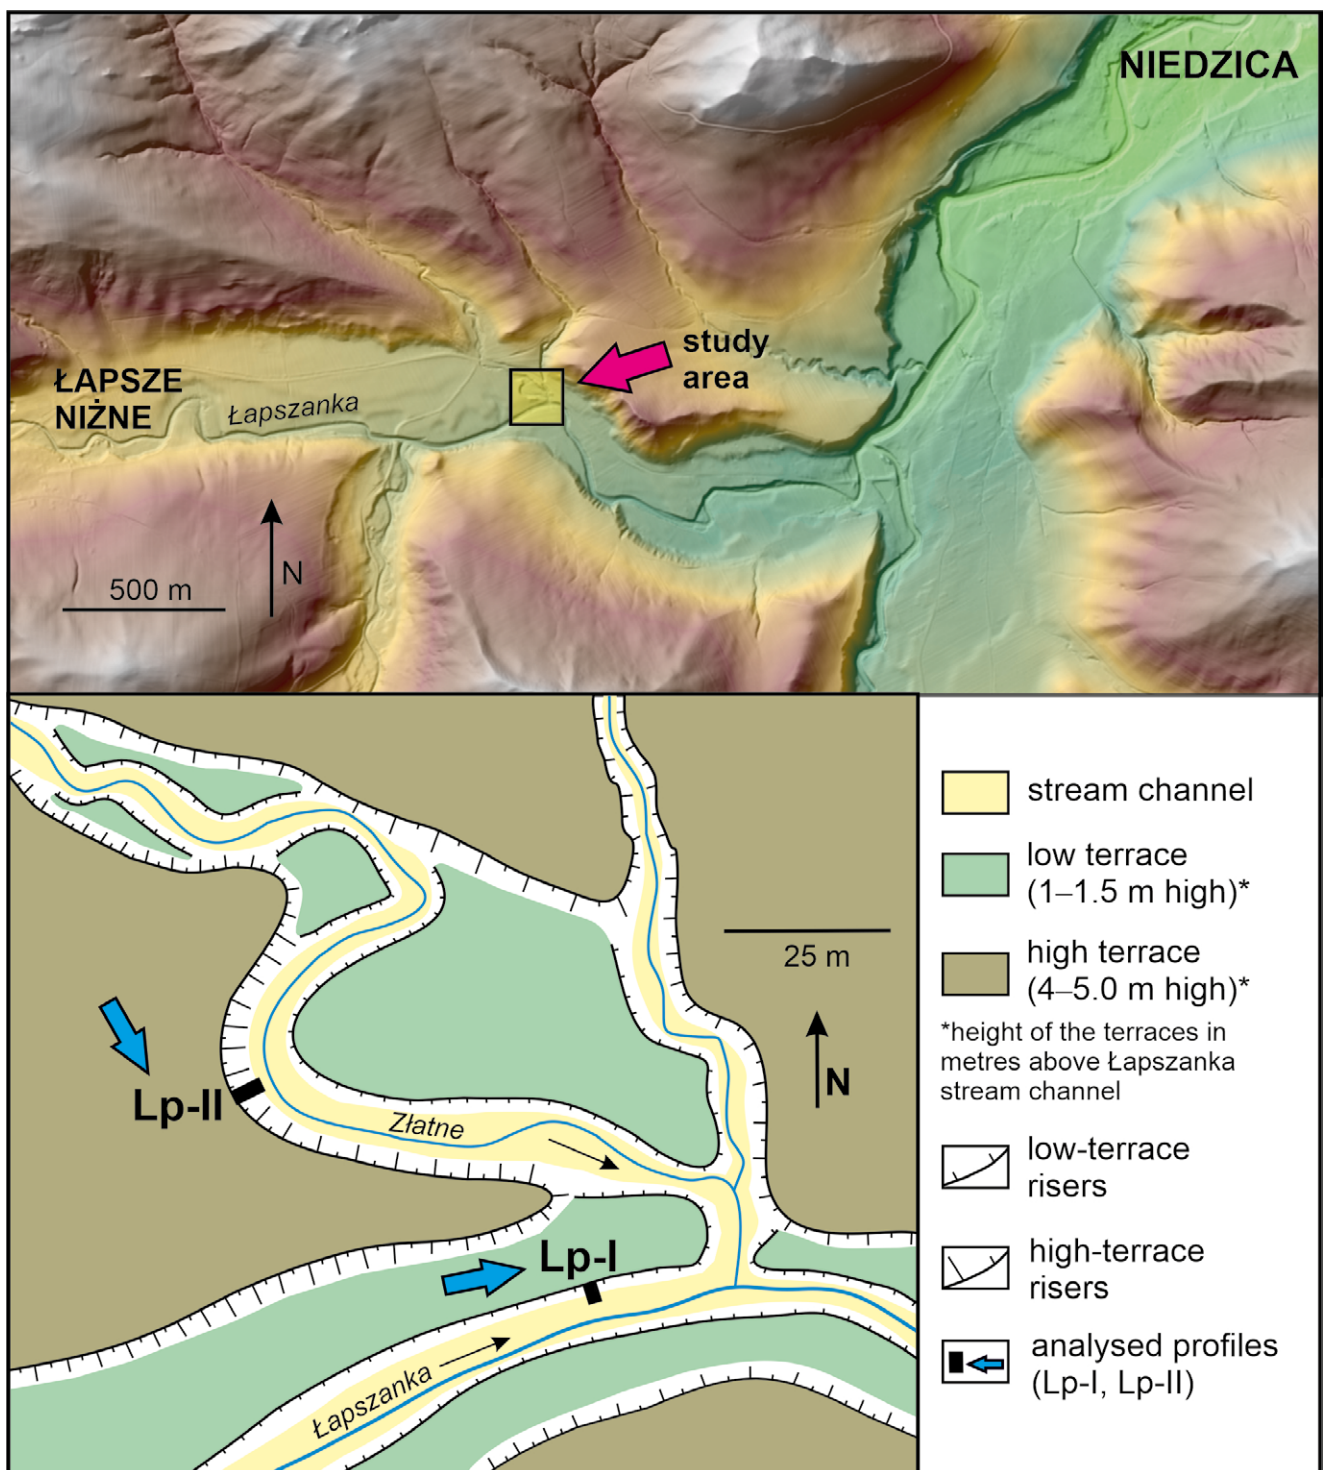 NIEDZICA
study
area
ŁAPSZE
NIŻNE
Łapszanka
500 m
N
stream channel
low terrace
(1–1.5 m high)*
high terrace
(4–5.0 m high)*
*height of the terraces in
metres above Łapszanka
stream channel
low-terrace
risers
high-terrace
risers
analysed profiles
(Lp-I, Lp-II)
25 m
N
Lp-II
Złatne
Lp-I
Łapszanka